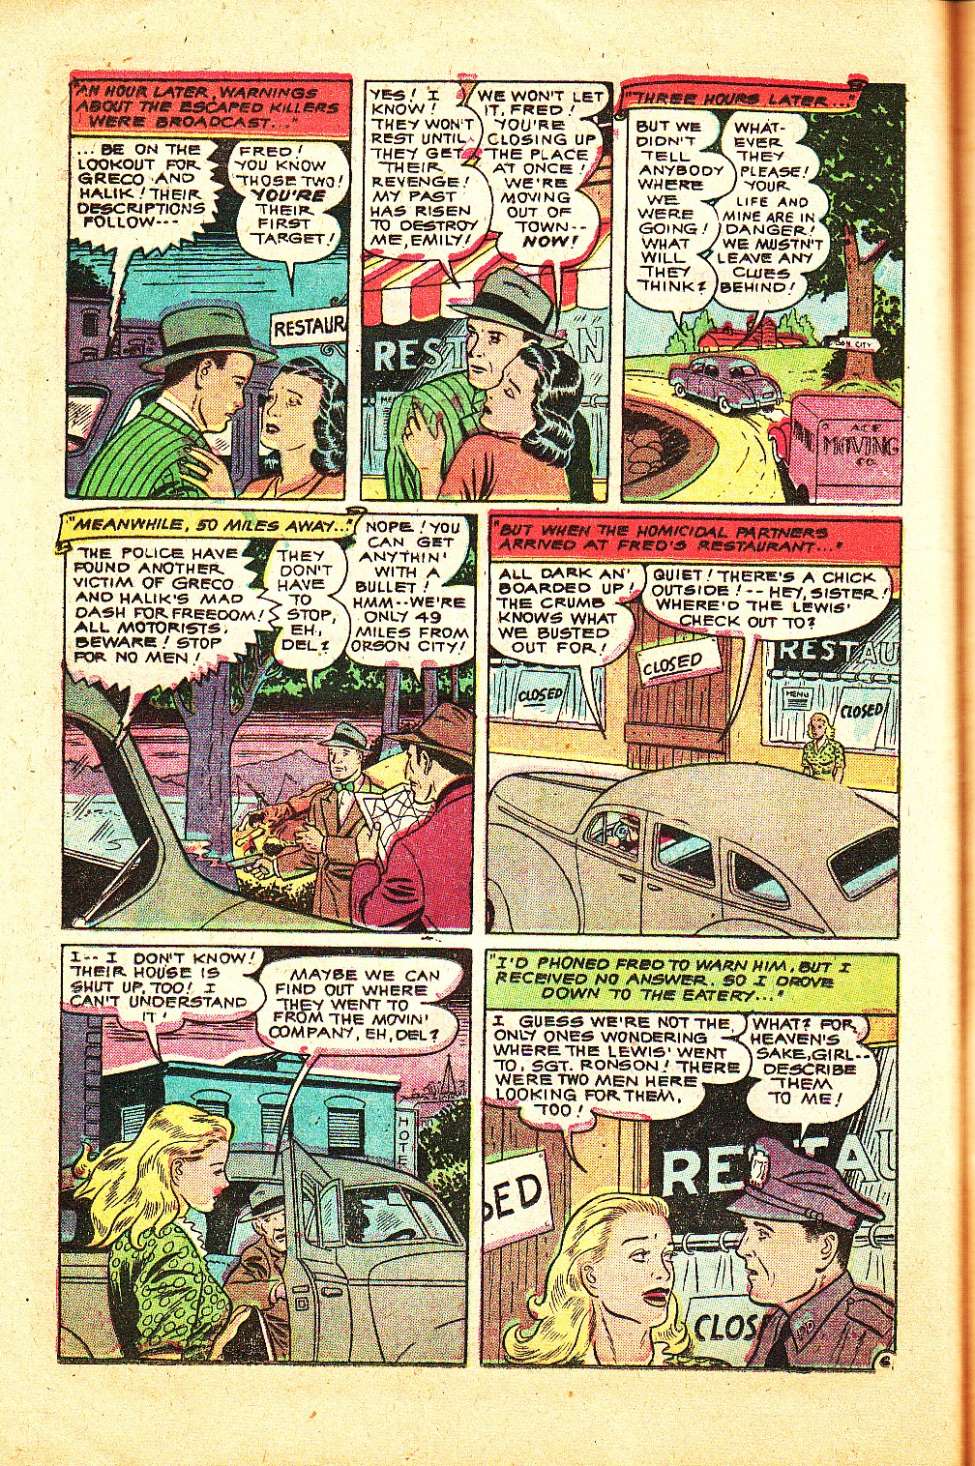 "AN HOUR LATER, WARNINGS
ABOUT THE ESCAPED KILLERS
WERE BROADCAST..."
... BE ON THE
LOOKOUT FOR
GRECO AND
HALIK! THEIR
DESCRIPTIONS
FOLLOW---
FRED!
YOU KNOW
THOSE TWO!
YOU'RE
THEIR
FIRST
TARGET!
RESTAUR
YES! I
KNOW!
THEY WON'T
REST UNTIL
THEY GET
THEIR
REVENGE!
MY PAST
HAS RISEN
TO DESTROY
ME, EMILY!
WE WON'T LET
IT, FRED!
YOU'RE
CLOSING UP
THE PLACE
AT ONCE!
WE'RE
MOVING
OUT OF
TOWN--
NOW!
"THREE HOURS LATER..."
BUT WE
DIDN'T
TELL
ANYBODY
WHERE
WE
WERE
GOING!
WHAT
WILL
THEY
THINK?
WHAT-
EVER
THEY
PLEASE!
YOUR
LIFE AND
MINE ARE IN
DANGER!
WE MUSTN'T
LEAVE ANY
CLUES
BEHIND!
CITY
ACE
MOVING
CO.
"MEANWHILE, 50 MILES AWAY..."
THE POLICE HAVE
FOUND ANOTHER
VICTIM OF GRECO
AND HALIK'S MAD
DASH FOR FREEDOM!
ALL MOTORISTS,
BEWARE! STOP
FOR NO MEN!
THEY
DON'T
HAVE
TO
STOP,
EH,
DEL?
NOPE! YOU
CAN GET
ANYTHIN'
WITH A
BULLET!
HMM--WE'RE
ONLY 49
MILES FROM
ORSON CITY!
"BUT WHEN THE HOMICIDAL PARTNERS
ARRIVED AT FRED'S RESTAURANT..."
ALL DARK AN'
BOARDED UP!
THE CRUMB
KNOWS WHAT
WE BUSTED
OUT FOR!
QUIET! THERE'S A CHICK
OUTSIDE!-- HEY, SISTER!
WHERE'D THE LEWIS'
CHECK OUT TO?
CLOSED
CLOSED
RESTAU
MENU
CLOSED
I-- I DON'T KNOW!
THEIR HOUSE IS
SHUT UP, TOO! I
CAN'T UNDERSTAND
IT!
MAYBE WE CAN
FIND OUT WHERE
THEY WENT TO
FROM THE MOVIN'
COMPANY, EH, DEL?
HOTE
"I'D PHONED FRED TO WARN HIM, BUT I
RECEIVED NO ANSWER. SO I DROVE
DOWN TO THE EATERY..."
I GUESS WE'RE NOT THE
ONLY ONES WONDERING
WHERE THE LEWIS' WENT
TO, SGT. RONSON! THERE
WERE TWO MEN HERE
LOOKING FOR THEM,
TOO!
WHAT? FOR
HEAVEN'S
SAKE, GIRL--
DESCRIBE
THEM
TO ME!
SED
RESTAU
CLOS
6